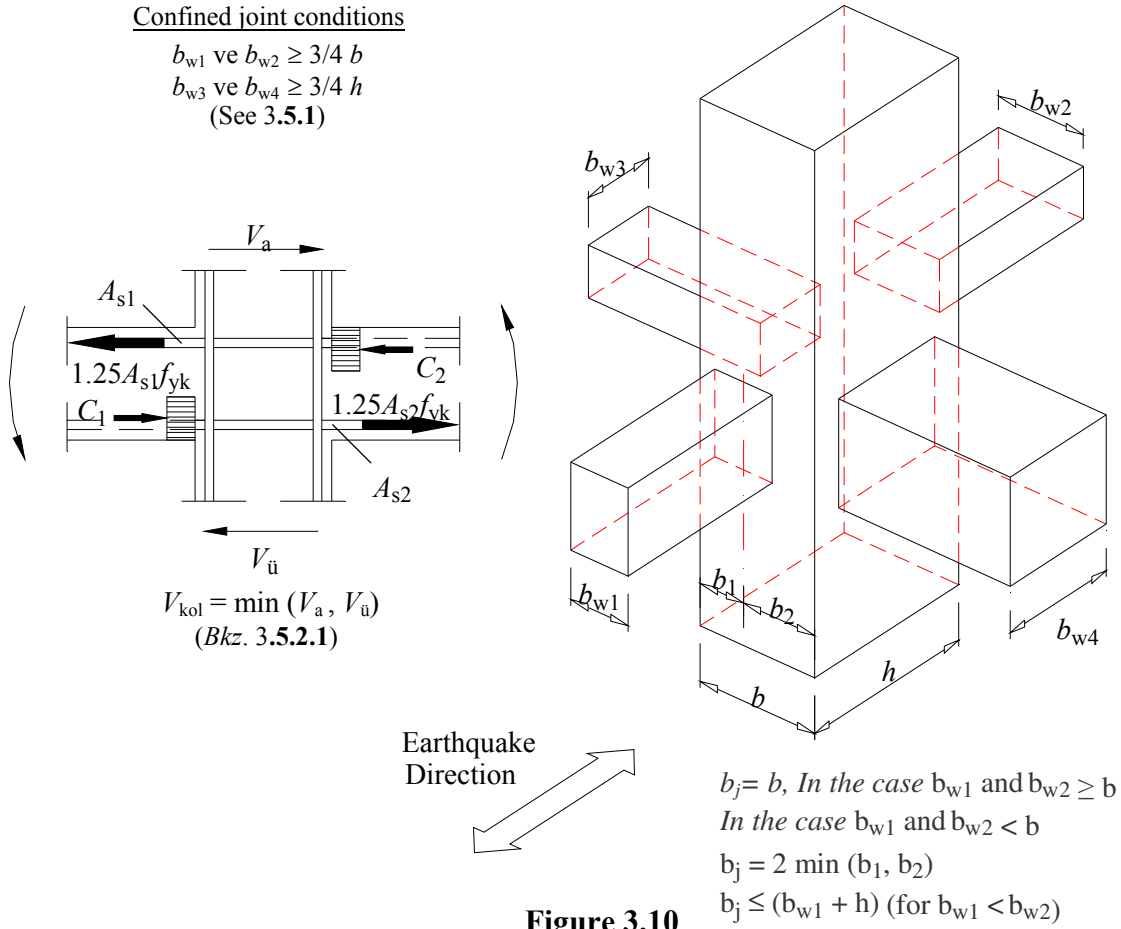 Confined joint conditions
bw1 ve bw2 ≥ 3/4 b
bw3 ve bw4 ≥ 3/4 h
(See 3.5.1)
Va
As1
1.25As1fyk
C2
C1
1.25As2fyk
As2
Vü
Vkol = min (Va , Vü)
(Bkz. 3.5.2.1)
bw2
bw3
b1
b2
bw1
bw4
h
b
Earthquake
Direction
bj= b, In the case bw1 and bw2 ≥ b
In the case bw1 and bw2 < b
bj = 2 min (b1, b2)
bj ≤ (bw1 + h) (for bw1 < bw2)
Figure 3.10